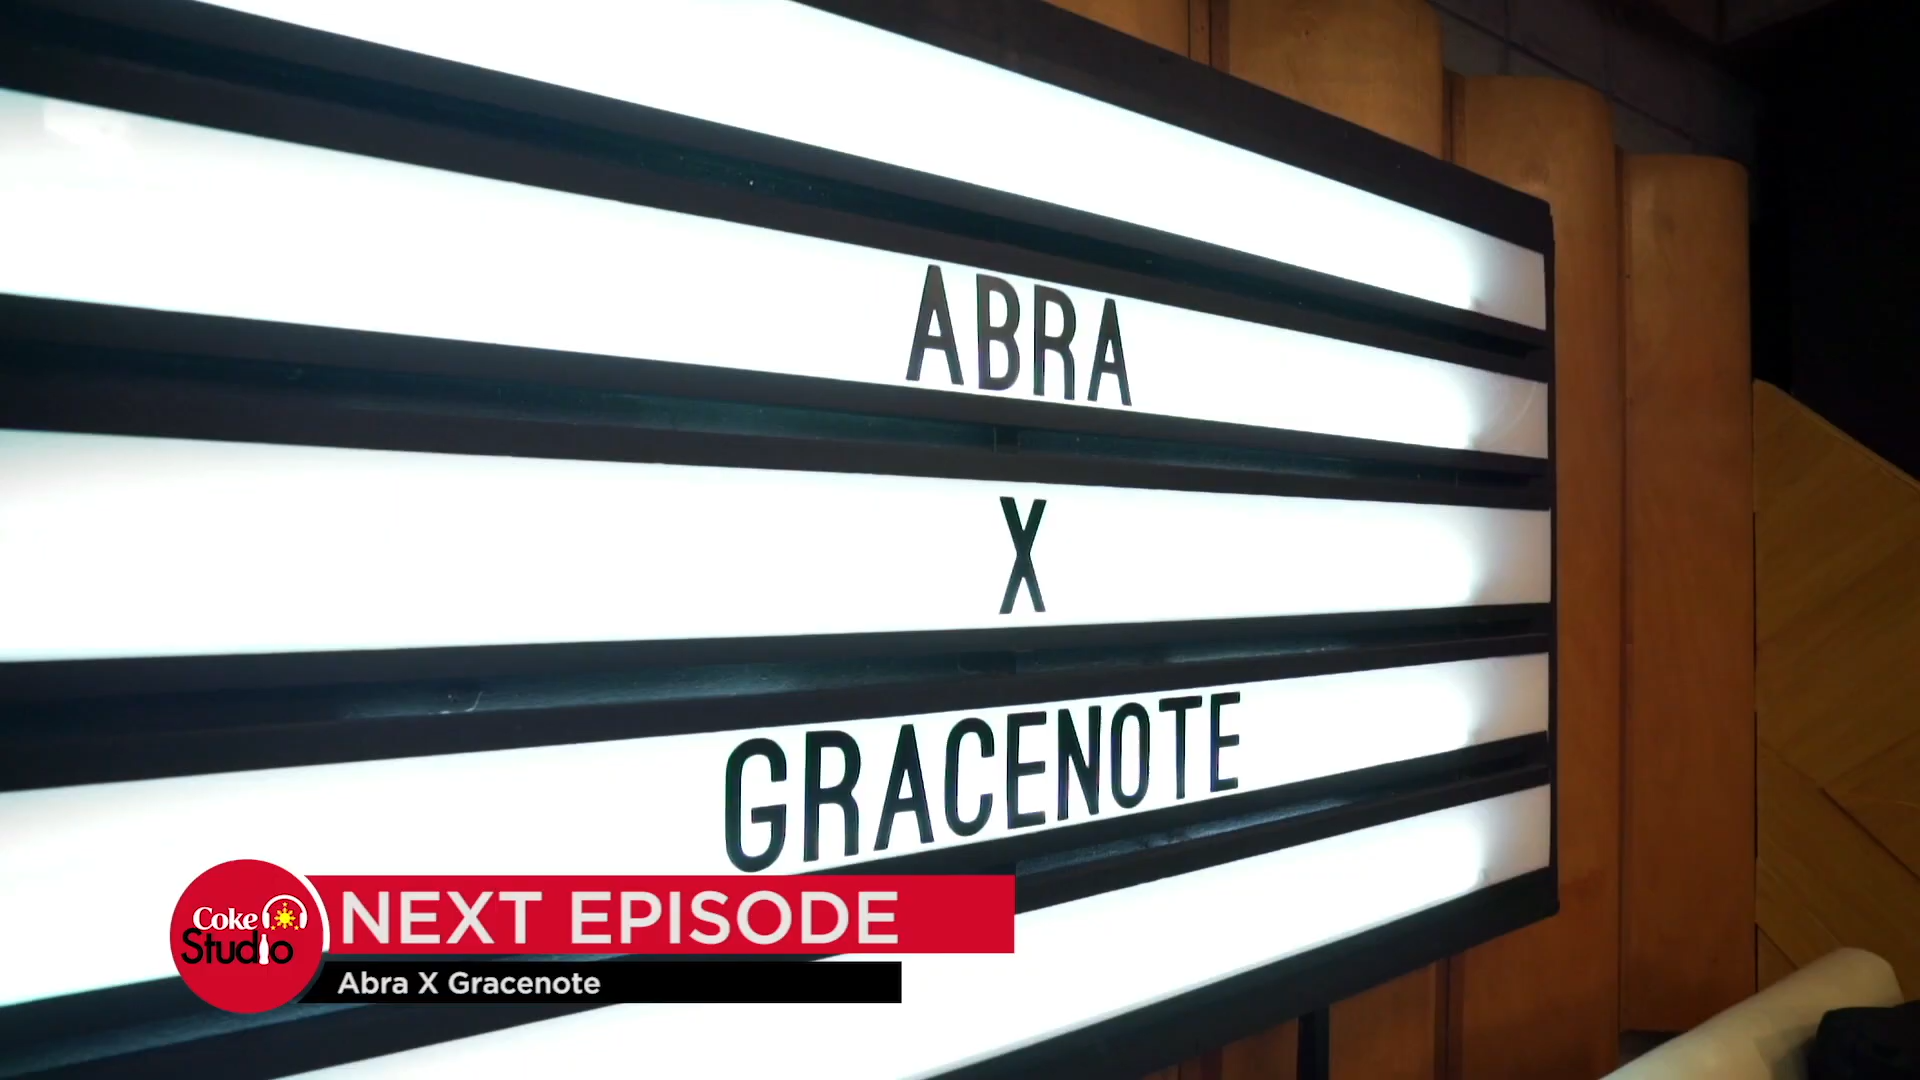 ABRA
X
GRACENOTE
Coke
Studio
NEXT EPISODE
Abra X Gracenote